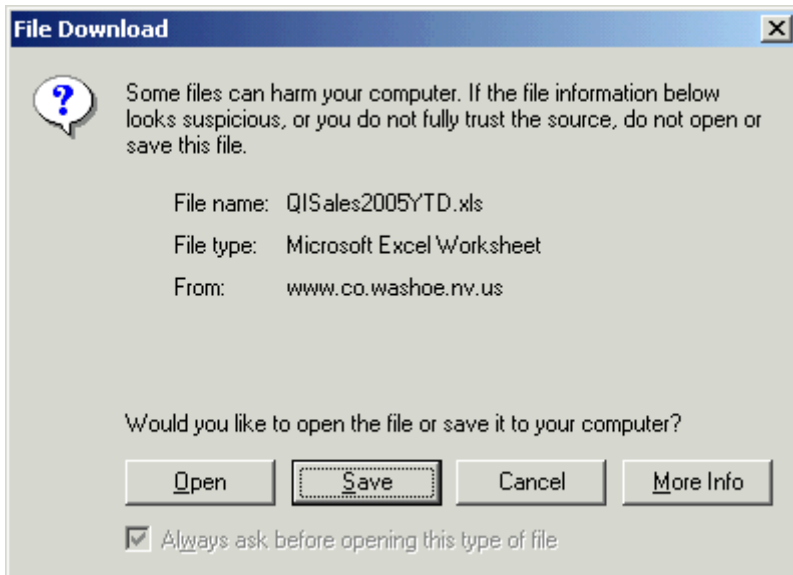 File Download
Some files can harm your computer. If the file information below
looks suspicious, or you do not fully trust the source, do not open or
save this file.
File name: QISales2005YTD.xls
File type: Microsoft Excel Worksheet
From: www.co.washoe.nv.us
Would you like to open the file or save it to your computer?
Open Save Cancel More Info
Always ask before opening this type of file